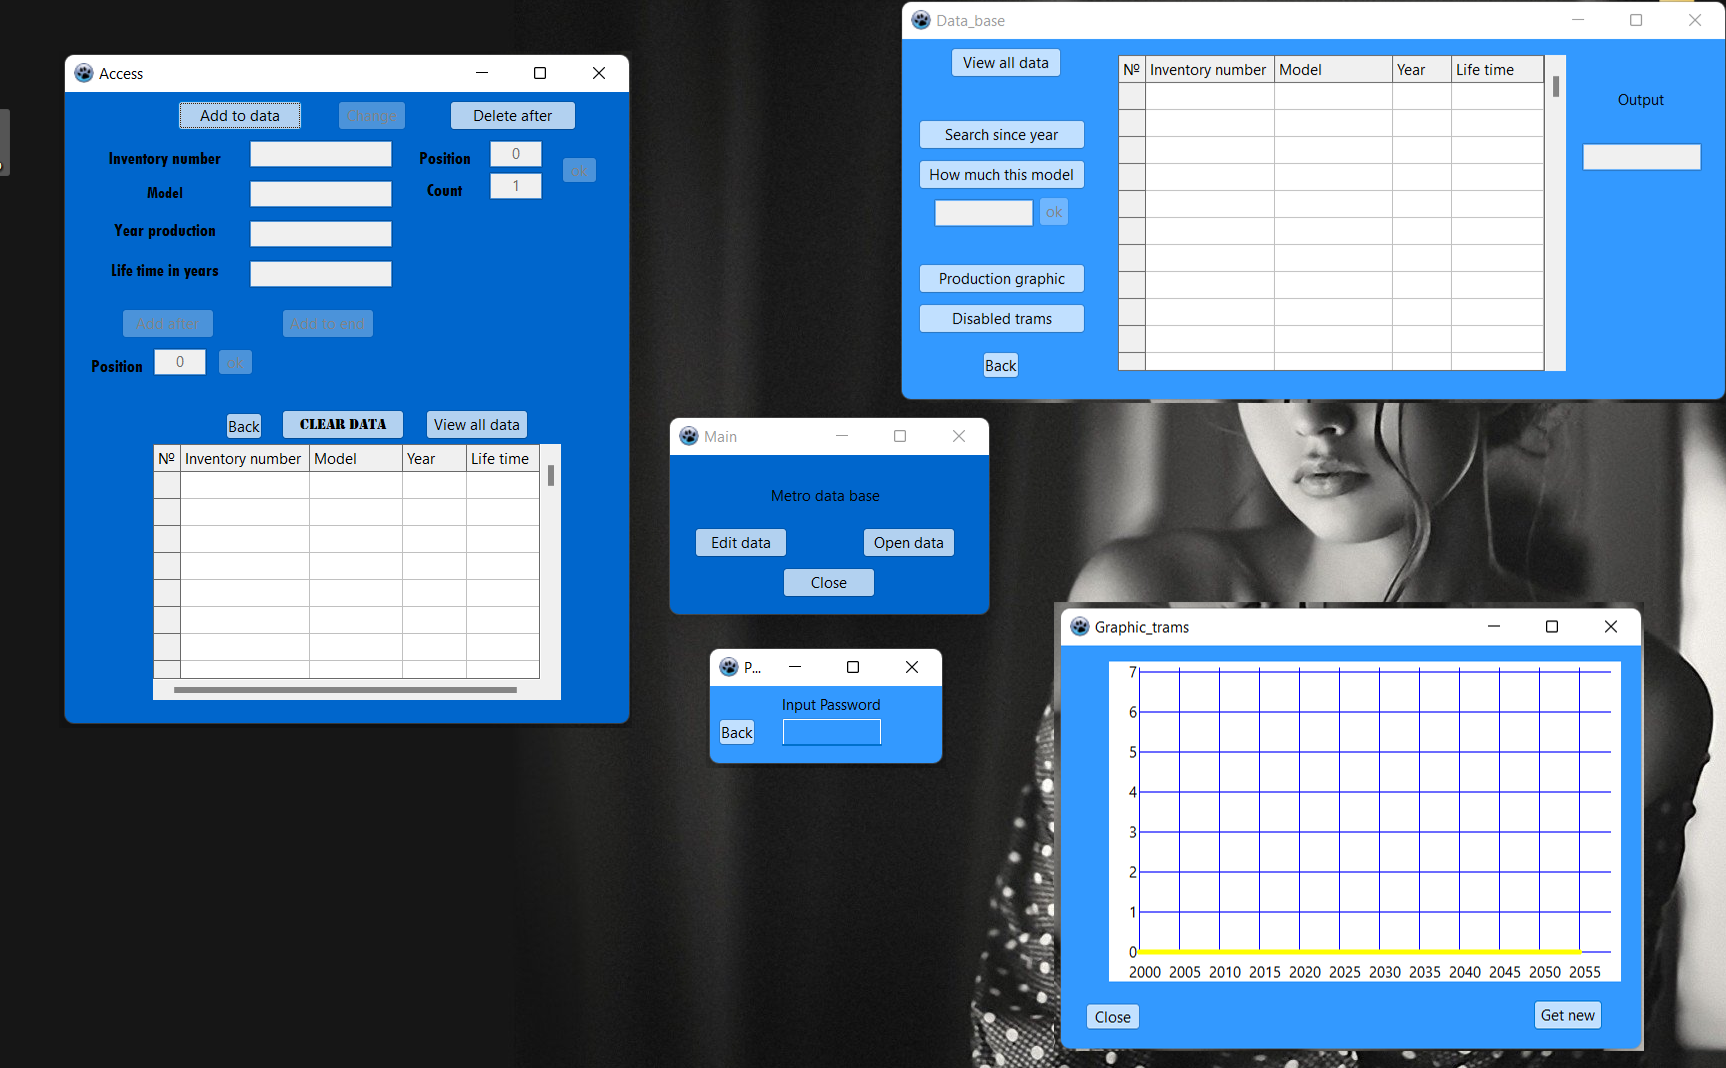 Access
Add to data
Change
Delete after
Inventory number
Position
0
ok
Model
Count
1
Year production
Life time in years
Add after
Add to end
Position
0
ok
Back
CLEAR DATA
View all data
Nº Inventory number Model Year Life time
Data_base
View all data
Nº Inventory number Model Year Life time
Output
Search since year
How much this model
ok
Production graphic
Disabled trams
Back
Main
Metro data base
Edit data
Open data
Close
P...
Input Password
Back
Graphic_trams
7
6
5
4
3
2
1
0
2000 2005 2010 2015 2020 2025 2030 2035 2040 2045 2050 2055
Close
Get new